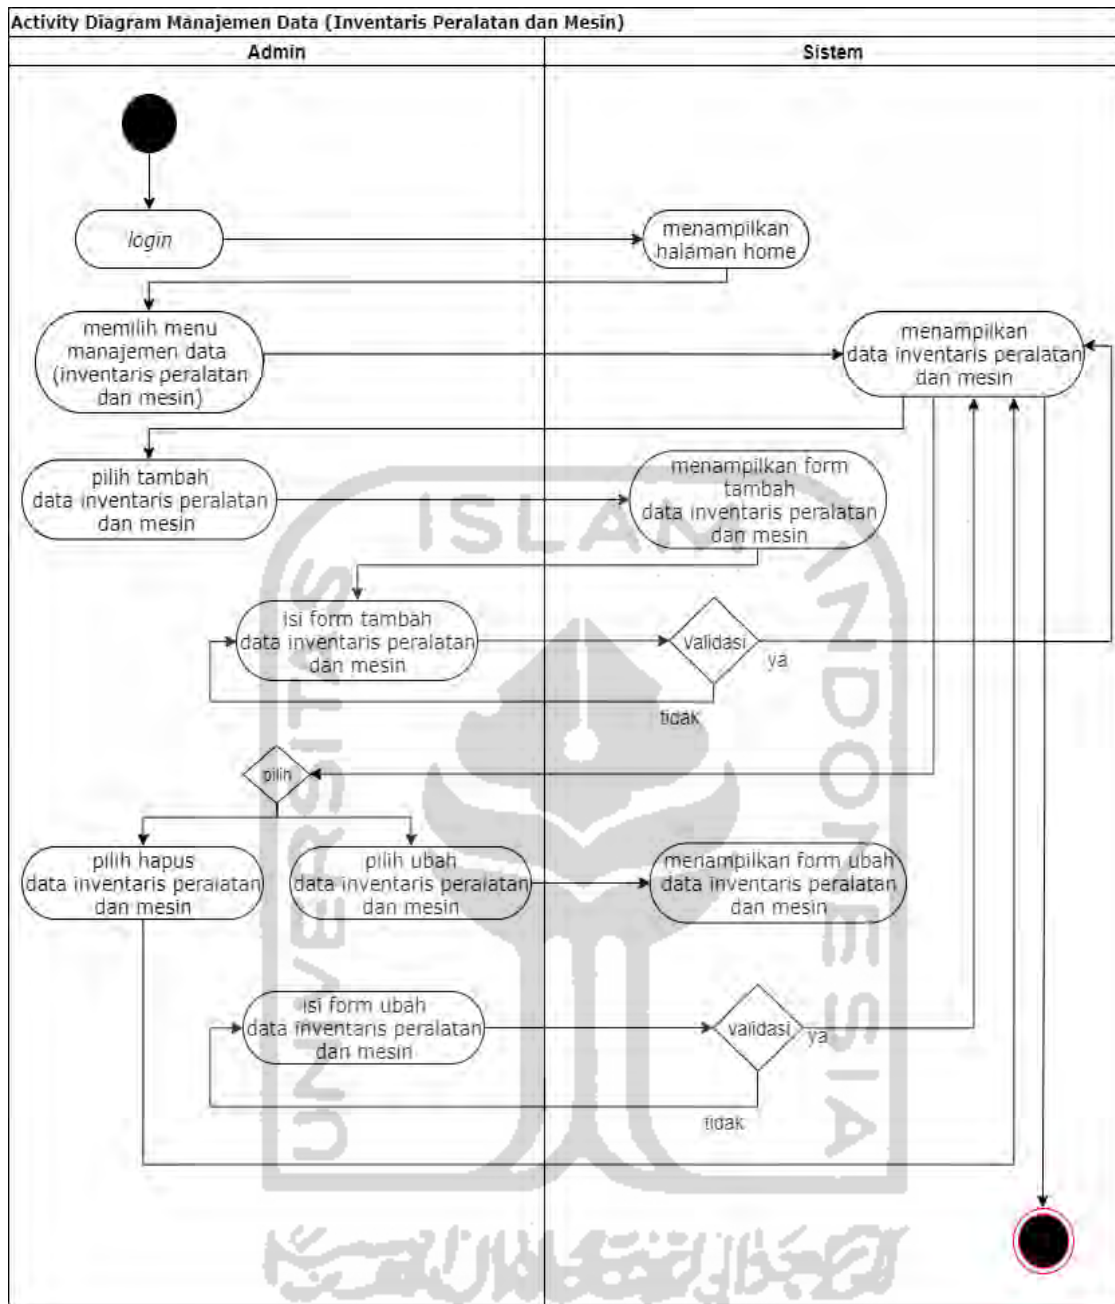 Activity Diagram Manajemen Data (Inventaris Peralatan dan Mesin)
Admin
Sistem
login
menampilkan
halaman home
memilih menu
manajemen data
(inventaris peralatan
dan mesin)
menampilkan
data inventaris peralatan
dan mesin
pilih tambah
data inventaris peralatan
dan mesin
menampilkan form
tambah
data inventaris peralatan
dan mesin
isi form tambah
data inventaris peralatan
dan mesin
validasi
ya
tidak
pilih
pilih hapus
data inventaris peralatan
dan mesin
pilih ubah
data inventaris peralatan
dan mesin
menampilkan form ubah
data inventaris peralatan
dan mesin
isi form ubah
data inventaris peralatan
dan mesin
validasi
ya
tidak
UNIVERSITAS
ISLAM
INDONESIA